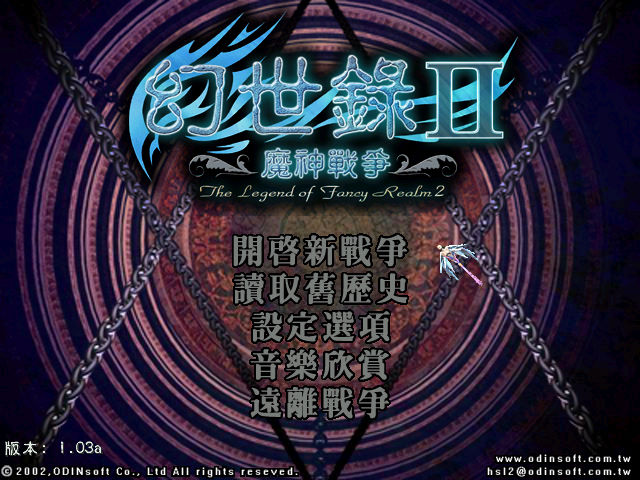 幻世錄II
魔神戰爭
The Legend of Fancy Realm 2
開啓新戰爭
讀取舊歷史
設定選項
音樂欣賞
遠離戰爭
版本: 1.03a
www.odinsoft.com.tw
©2002,ODINsoft Co., Ltd All rights reseved.
hsl2@odinsoft.com.tw